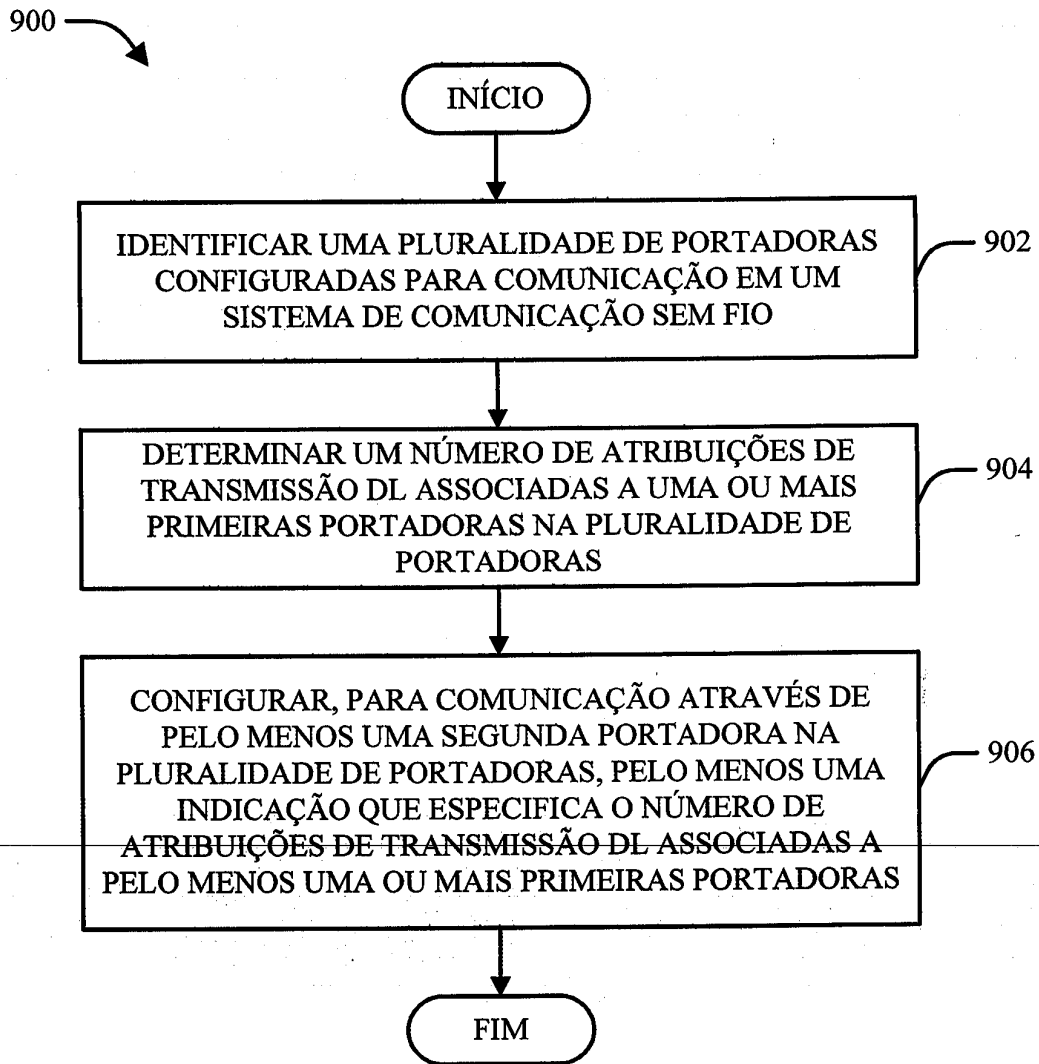 900
INÍCIO
IDENTIFICAR UMA PLURALIDADE DE PORTADORAS
CONFIGURADAS PARA COMUNICAÇÃO EM UM
SISTEMA DE COMUNICAÇÃO SEM FIO
902
DETERMINAR UM NÚMERO DE ATRIBUIÇÕES DE
TRANSMISSÃO DL ASSOCIADAS A UMA OU MAIS
PRIMEIRAS PORTADORAS NA PLURALIDADE DE
PORTADORAS
904
CONFIGURAR, PARA COMUNICAÇÃO ATRAVÉS DE
PELO MENOS UMA SEGUNDA PORTADORA NA
PLURALIDADE DE PORTADORAS, PELO MENOS UMA
INDICAÇÃO QUE ESPECIFICA O NÚMERO DE
ATRIBUIÇÕES DE TRANSMISSÃO DL ASSOCIADAS A
PELO MENOS UMA OU MAIS PRIMEIRAS PORTADORAS
906
FIM